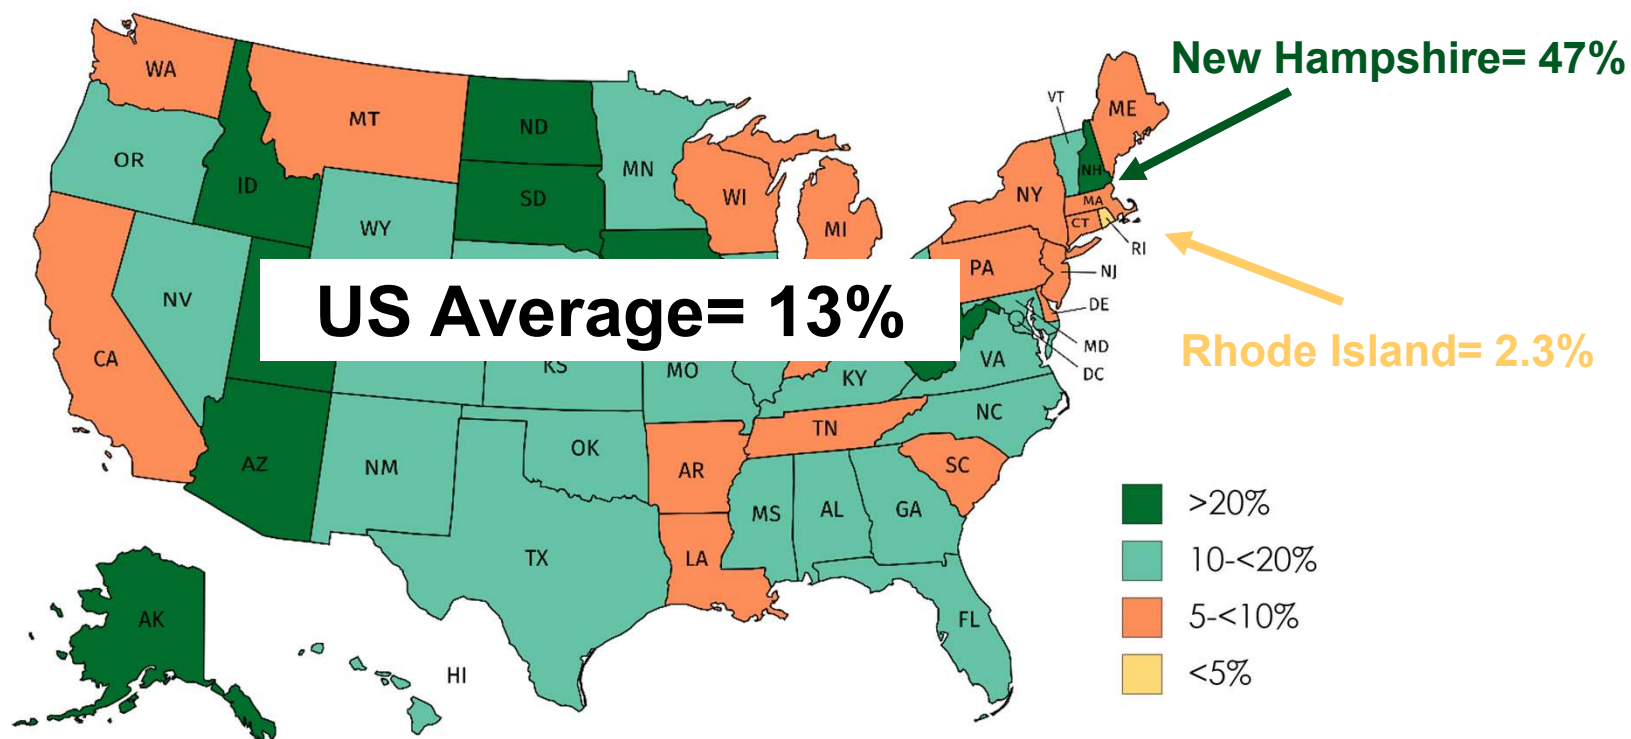 New Hampshire= 47%
WA
MT
ND
MN
VT
ME
OR
ID
SD
WI
MI
NY
NH
MA
CT
RI
WY
NV
PA
NJ
US Average= 13%
DE
MD
DC
Rhode Island= 2.3%
CA
KS
MO
KY
VA
NC
TN
AZ
NM
OK
AR
SC
MS
AL
GA
TX
LA
FL
AK
HI
>20%
10-<20%
5-<10%
<5%